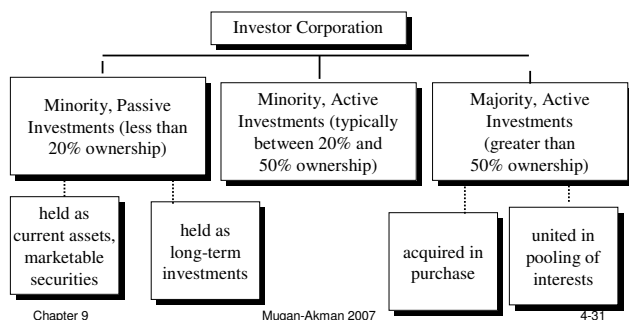 Investor Corporation
Minority, Passive
Investments (less than
20% ownership)
Minority, Active
Investments (typically
between 20% and
50% ownership)
Majority, Active
Investments
(greater than
50% ownership)
held as
current assets,
marketable
securities
held as
long-term
investments
acquired in
purchase
united in
pooling of
interests
Chapter 9
Mugan-Akman 2007
4-31